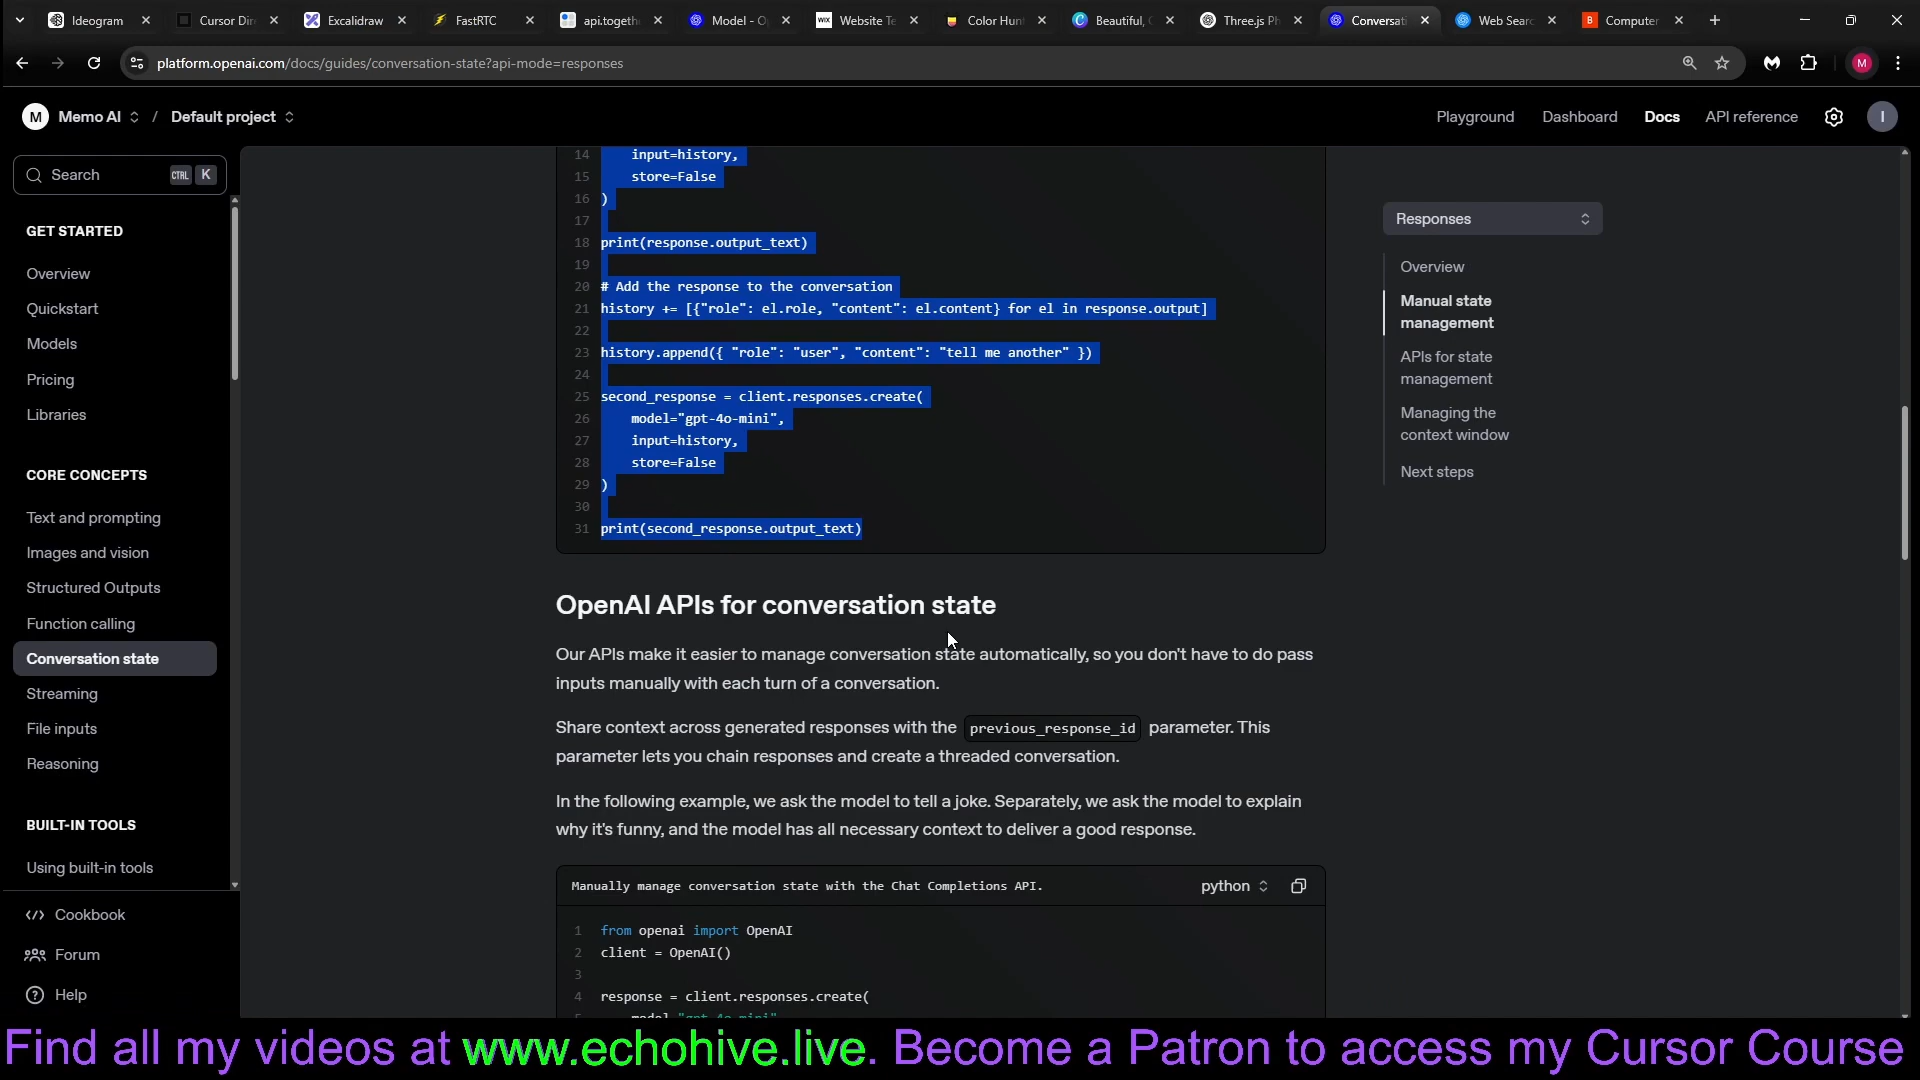 Ideogram
Cursor Dir
Excalidraw
FastRTC
api.togeth
Model - O
Website Te
Color Hun
Beautiful, C
Three.js Ph
Conversati
Web Searc
Computer
platform.openai.com/docs/guides/conversation-state?api-mode=responses
M
M Memo AI / Default project
Playground Dashboard Docs API reference I
Search CTRL K
GET STARTED
Overview
Quickstart
Models
Pricing
Libraries
CORE CONCEPTS
Text and prompting
Images and vision
Structured Outputs
Function calling
Conversation state
Streaming
File inputs
Reasoning
BUILT-IN TOOLS
Using built-in tools
Cookbook
Forum
Help
14 input=history,
15 store=False
16 )
17
18 print(response.output_text)
19
20 # Add the response to the conversation
21 history += [{"role": el.role, "content": el.content} for el in response.output]
22
23 history.append({ "role": "user", "content": "tell me another" })
24
25 second_response = client.responses.create(
26 model="gpt-4o-mini",
27 input=history,
28 store=False
29 )
30
31 print(second_response.output_text)
OpenAI APIs for conversation state
Our APIs make it easier to manage conversation state automatically, so you don't have to do pass
inputs manually with each turn of a conversation.
Share context across generated responses with the previous_response_id parameter. This
parameter lets you chain responses and create a threaded conversation.
In the following example, we ask the model to tell a joke. Separately, we ask the model to explain
why it's funny, and the model has all necessary context to deliver a good response.
Manually manage conversation state with the Chat Completions API. python
1 from openai import OpenAI
2 client = OpenAI()
3
4 response = client.responses.create(
5 model="gpt-4o-mini",
Responses
Overview
Manual state
management
APIs for state
management
Managing the
context window
Next steps
Find all my videos at www.echohive.live. Become a Patron to access my Cursor Course